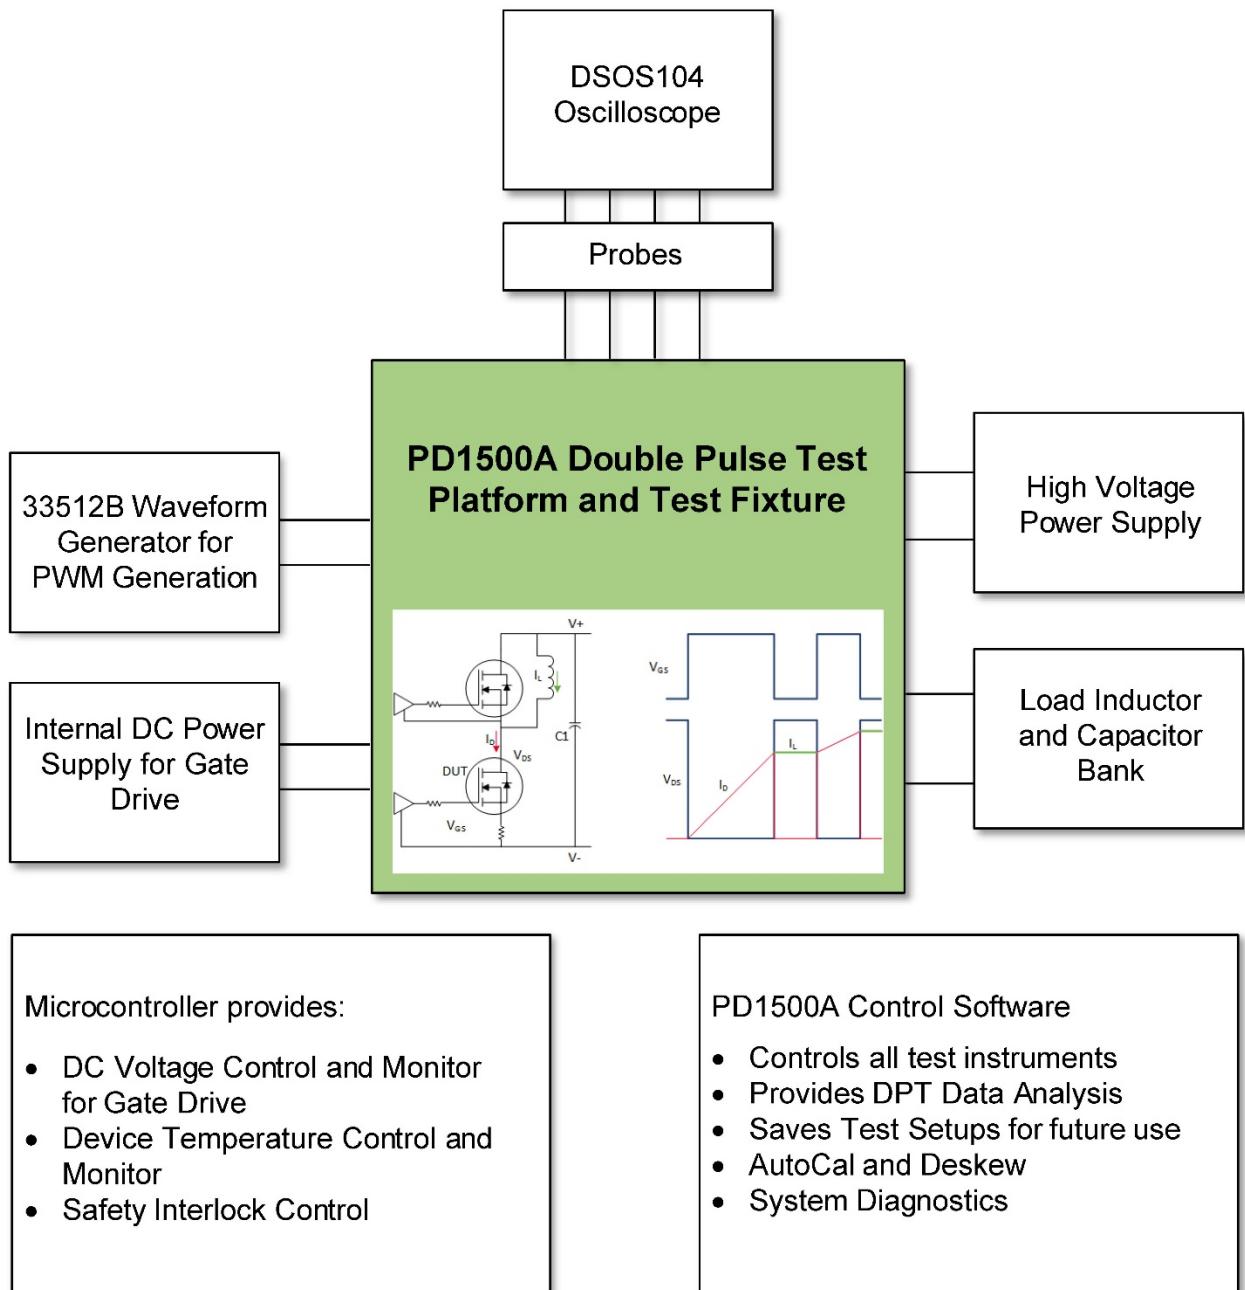 DSOS104
Oscilloscope
Probes
PD1500A Double Pulse Test
Platform and Test Fixture
33512B Waveform
Generator for
PWM Generation
High Voltage
Power Supply
Internal DC Power
Supply for Gate
Drive
Load Inductor
and Capacitor
Bank
V+
IL
C1
ID
VDS
DUT
VGS
V-
VGS
VDS
IL
ID
Microcontroller provides:
• DC Voltage Control and Monitor
for Gate Drive
• Device Temperature Control and
Monitor
• Safety Interlock Control
PD1500A Control Software
• Controls all test instruments
• Provides DPT Data Analysis
• Saves Test Setups for future use
• AutoCal and Deskew
• System Diagnostics